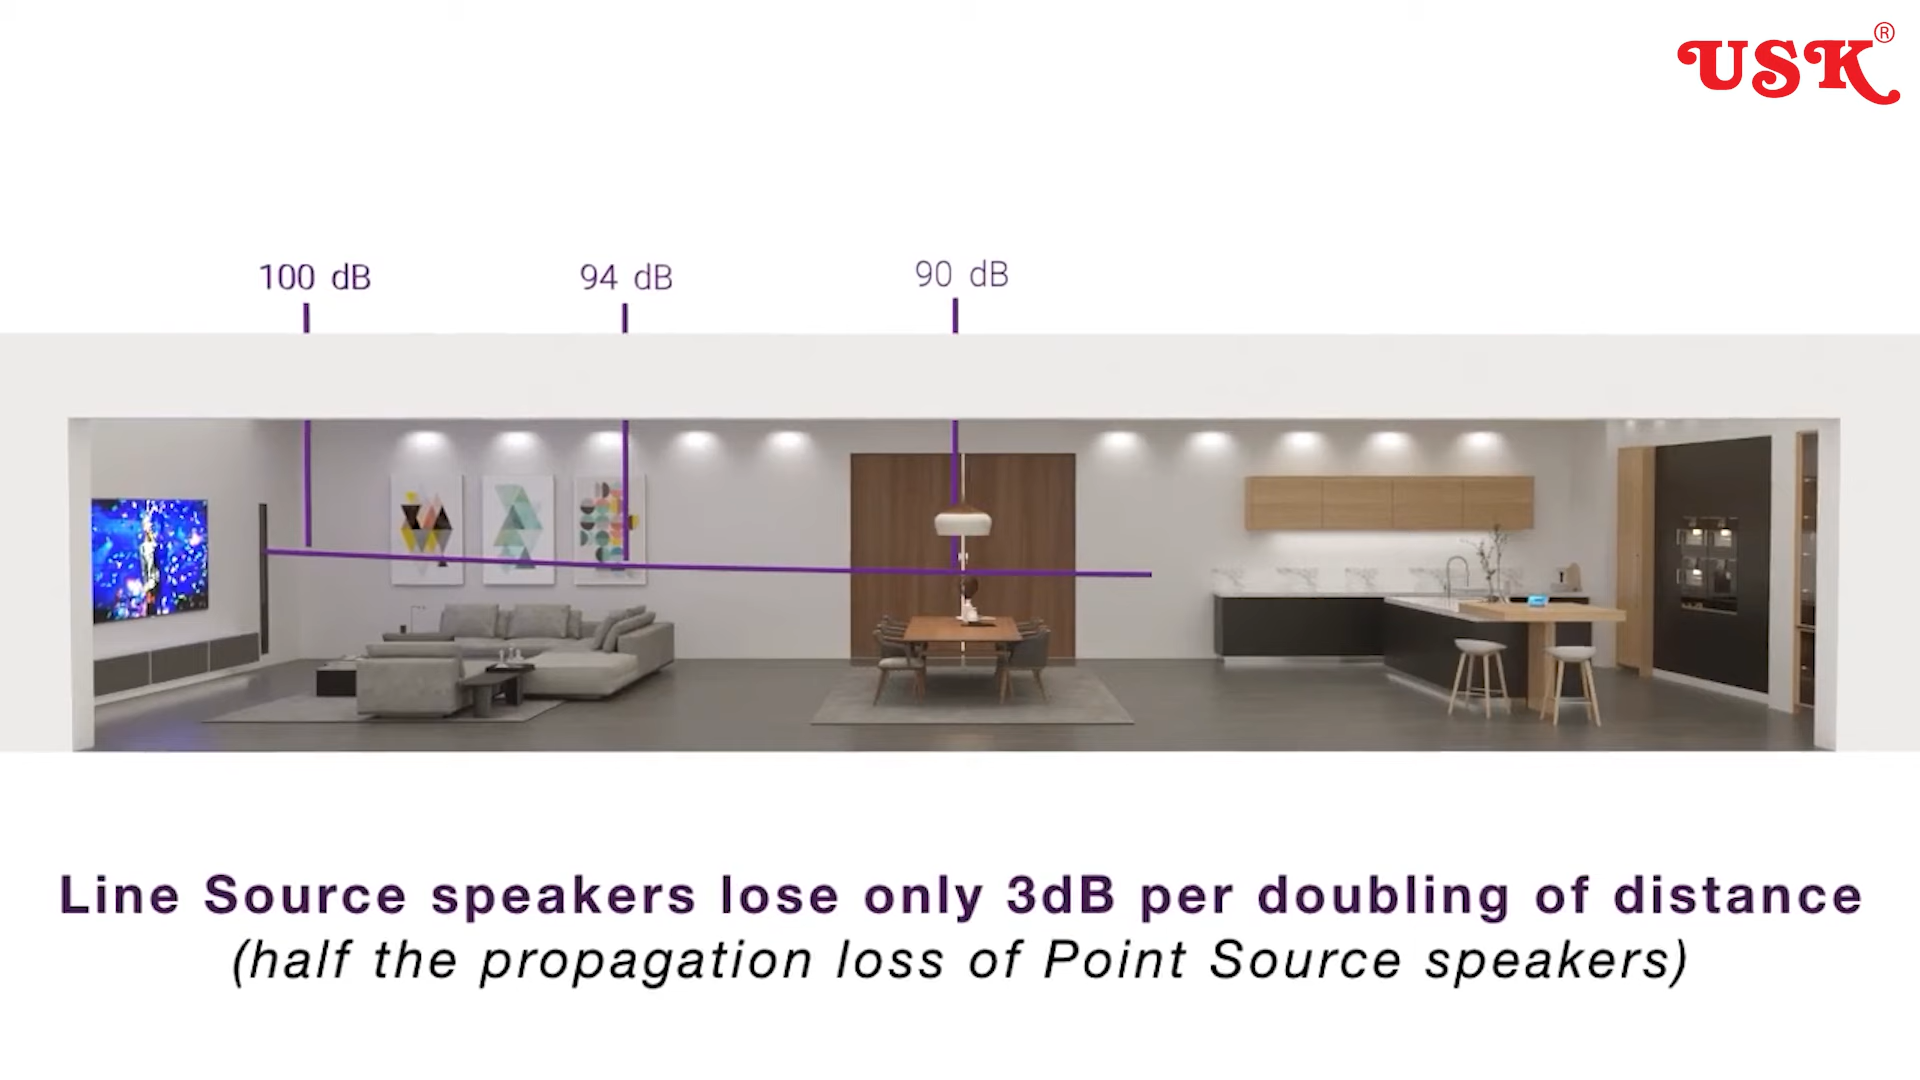 USK®
100 dB
94 dB
90 dB
Line Source speakers lose only 3dB per doubling of distance
(half the propagation loss of Point Source speakers)